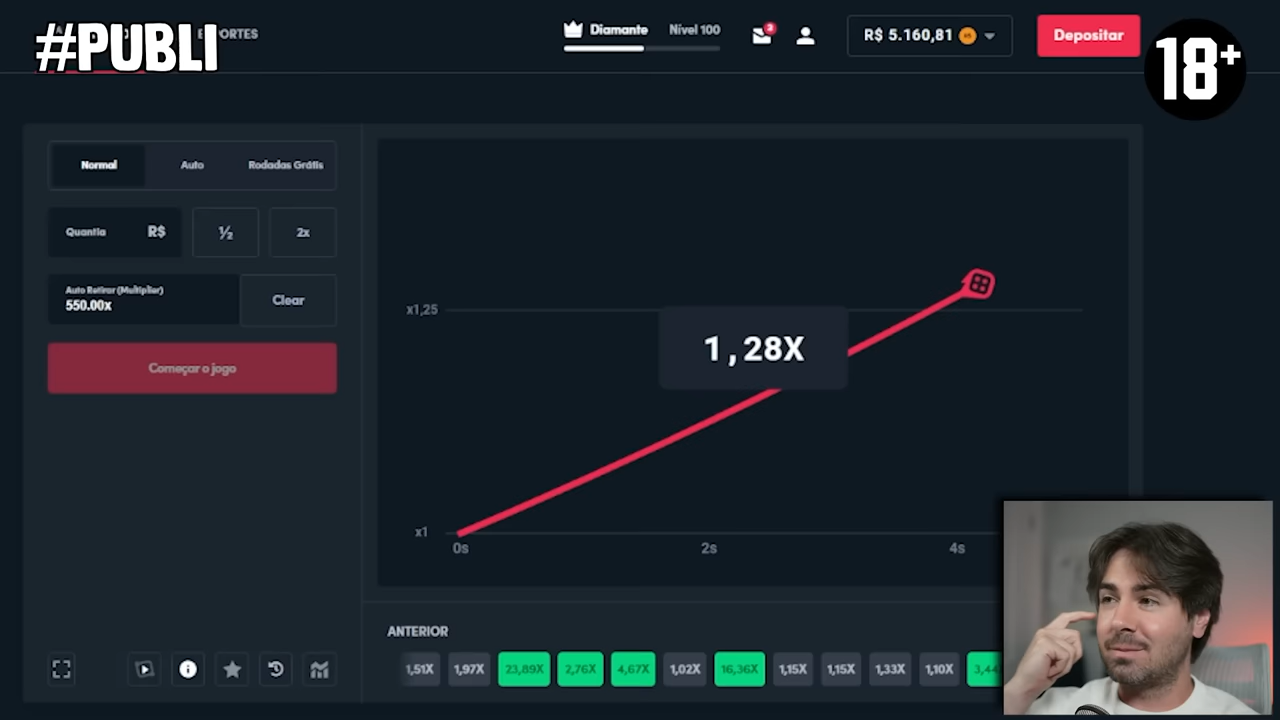 #PUBLI
ESPORTES
Diamante
Nível 100
3
R$ 5.160,81
Depositar
18+
Normal
Auto
Rodadas Grátis
Quantia
R$
½
2x
Auto Retirar (Multiplier)
550.00x
Clear
Começar o jogo
x1,25
1,28X
x1
0s
2s
4s
ANTERIOR
1,51X
1,97X
23,89X
2,76X
4,67X
1,02X
16,36X
1,15X
1,15X
1,33X
1,10X
3,44